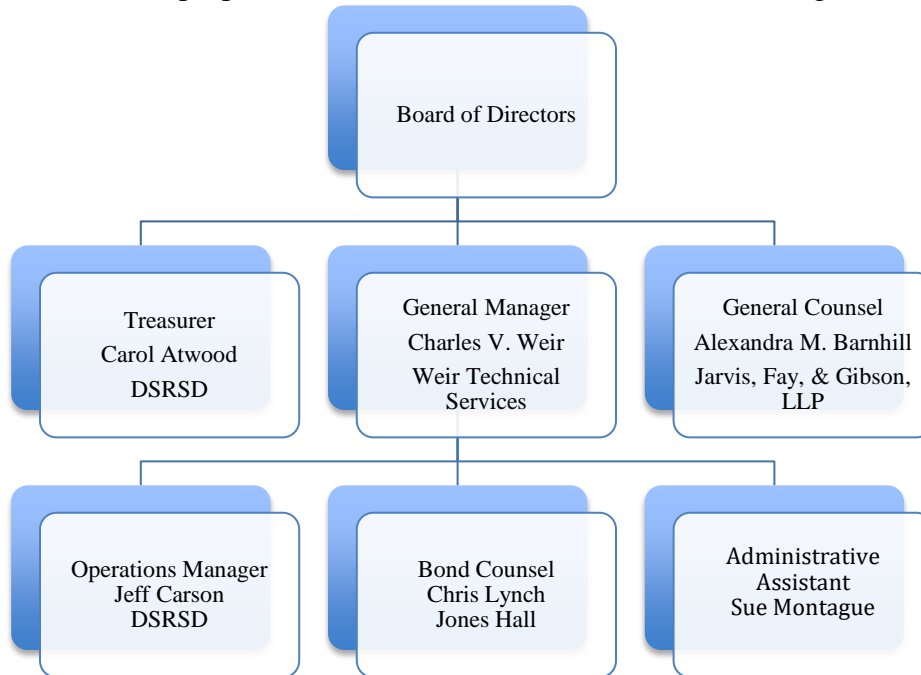 Board of Directors
Treasurer
Carol Atwood
DSRSD
General Manager
Charles V. Weir
Weir Technical
Services
General Counsel
Alexandra M. Barnhill
Jarvis, Fay, & Gibson,
LLP
Operations Manager
Jeff Carson
DSRSD
Bond Counsel
Chris Lynch
Jones Hall
Administrative
Assistant
Sue Montague